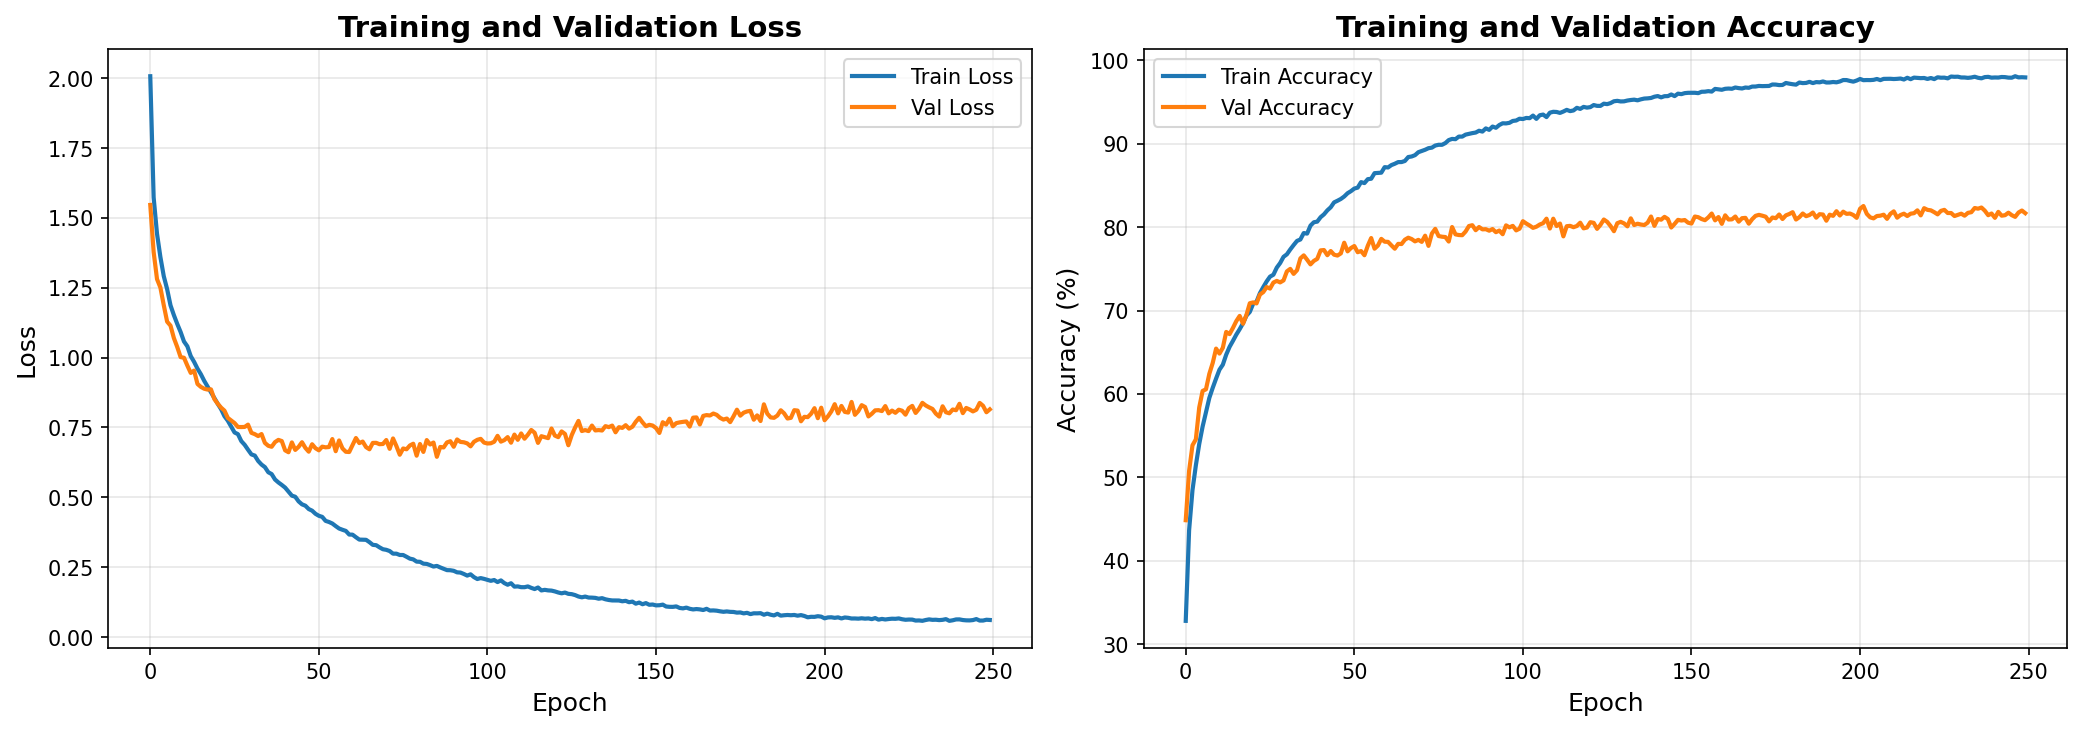 Training and Validation Loss
Train Loss
Val Loss
2.00
1.75
1.50
1.25
1.00
0.75
0.50
0.25
0.00
Loss
0 50 100 150 200 250
Epoch
Training and Validation Accuracy
Train Accuracy
Val Accuracy
100
90
80
70
60
50
40
30
Accuracy (%)
0 50 100 150 200 250
Epoch